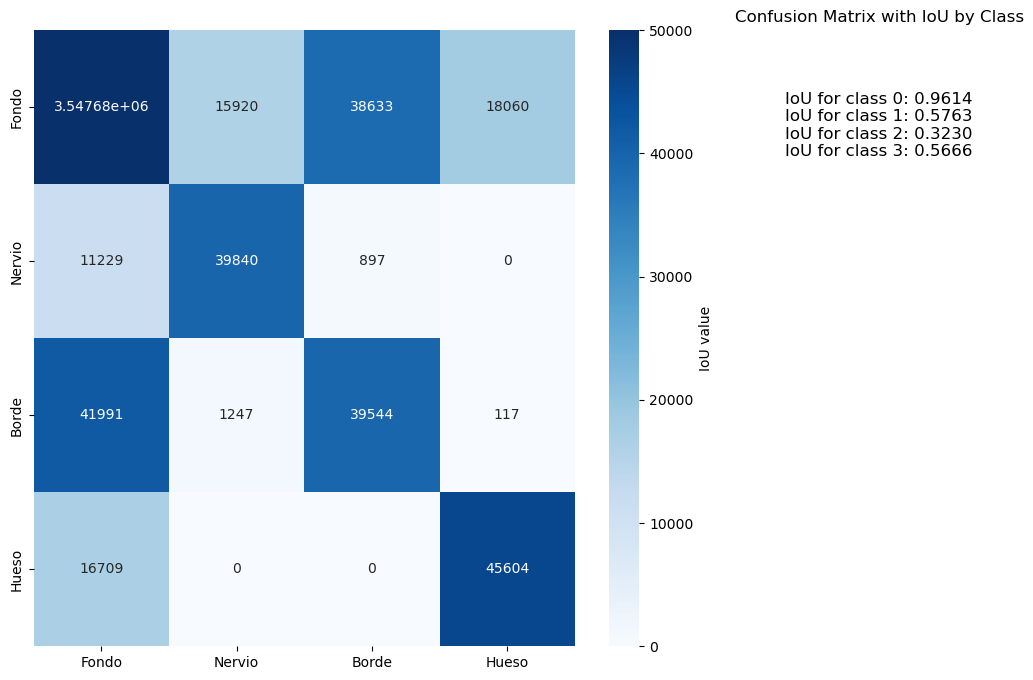 Confusion Matrix with IoU by Class
IoU for class 0: 0.9614
IoU for class 1: 0.5763
IoU for class 2: 0.3230
IoU for class 3: 0.5666
Fondo
3.54768e+06 15920 38633 18060
Nervio
11229 39840 897 0
Borde
41991 1247 39544 117
Hueso
16709 0 0 45604
Fondo Nervio Borde Hueso
50000
40000
30000
20000
10000
0
IoU value